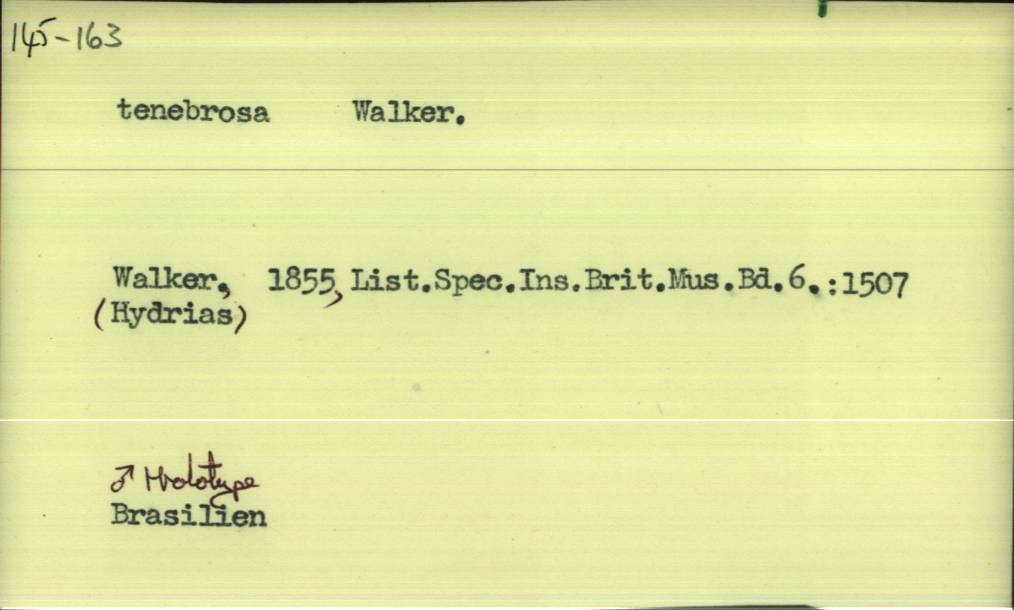 145-163
tenebrosa Walker.
Walker, 1855, List.Spec.Ins.Brit.Mus.Bd.6.:1507
(Hydrias)
♂ Holotype
Brasilien